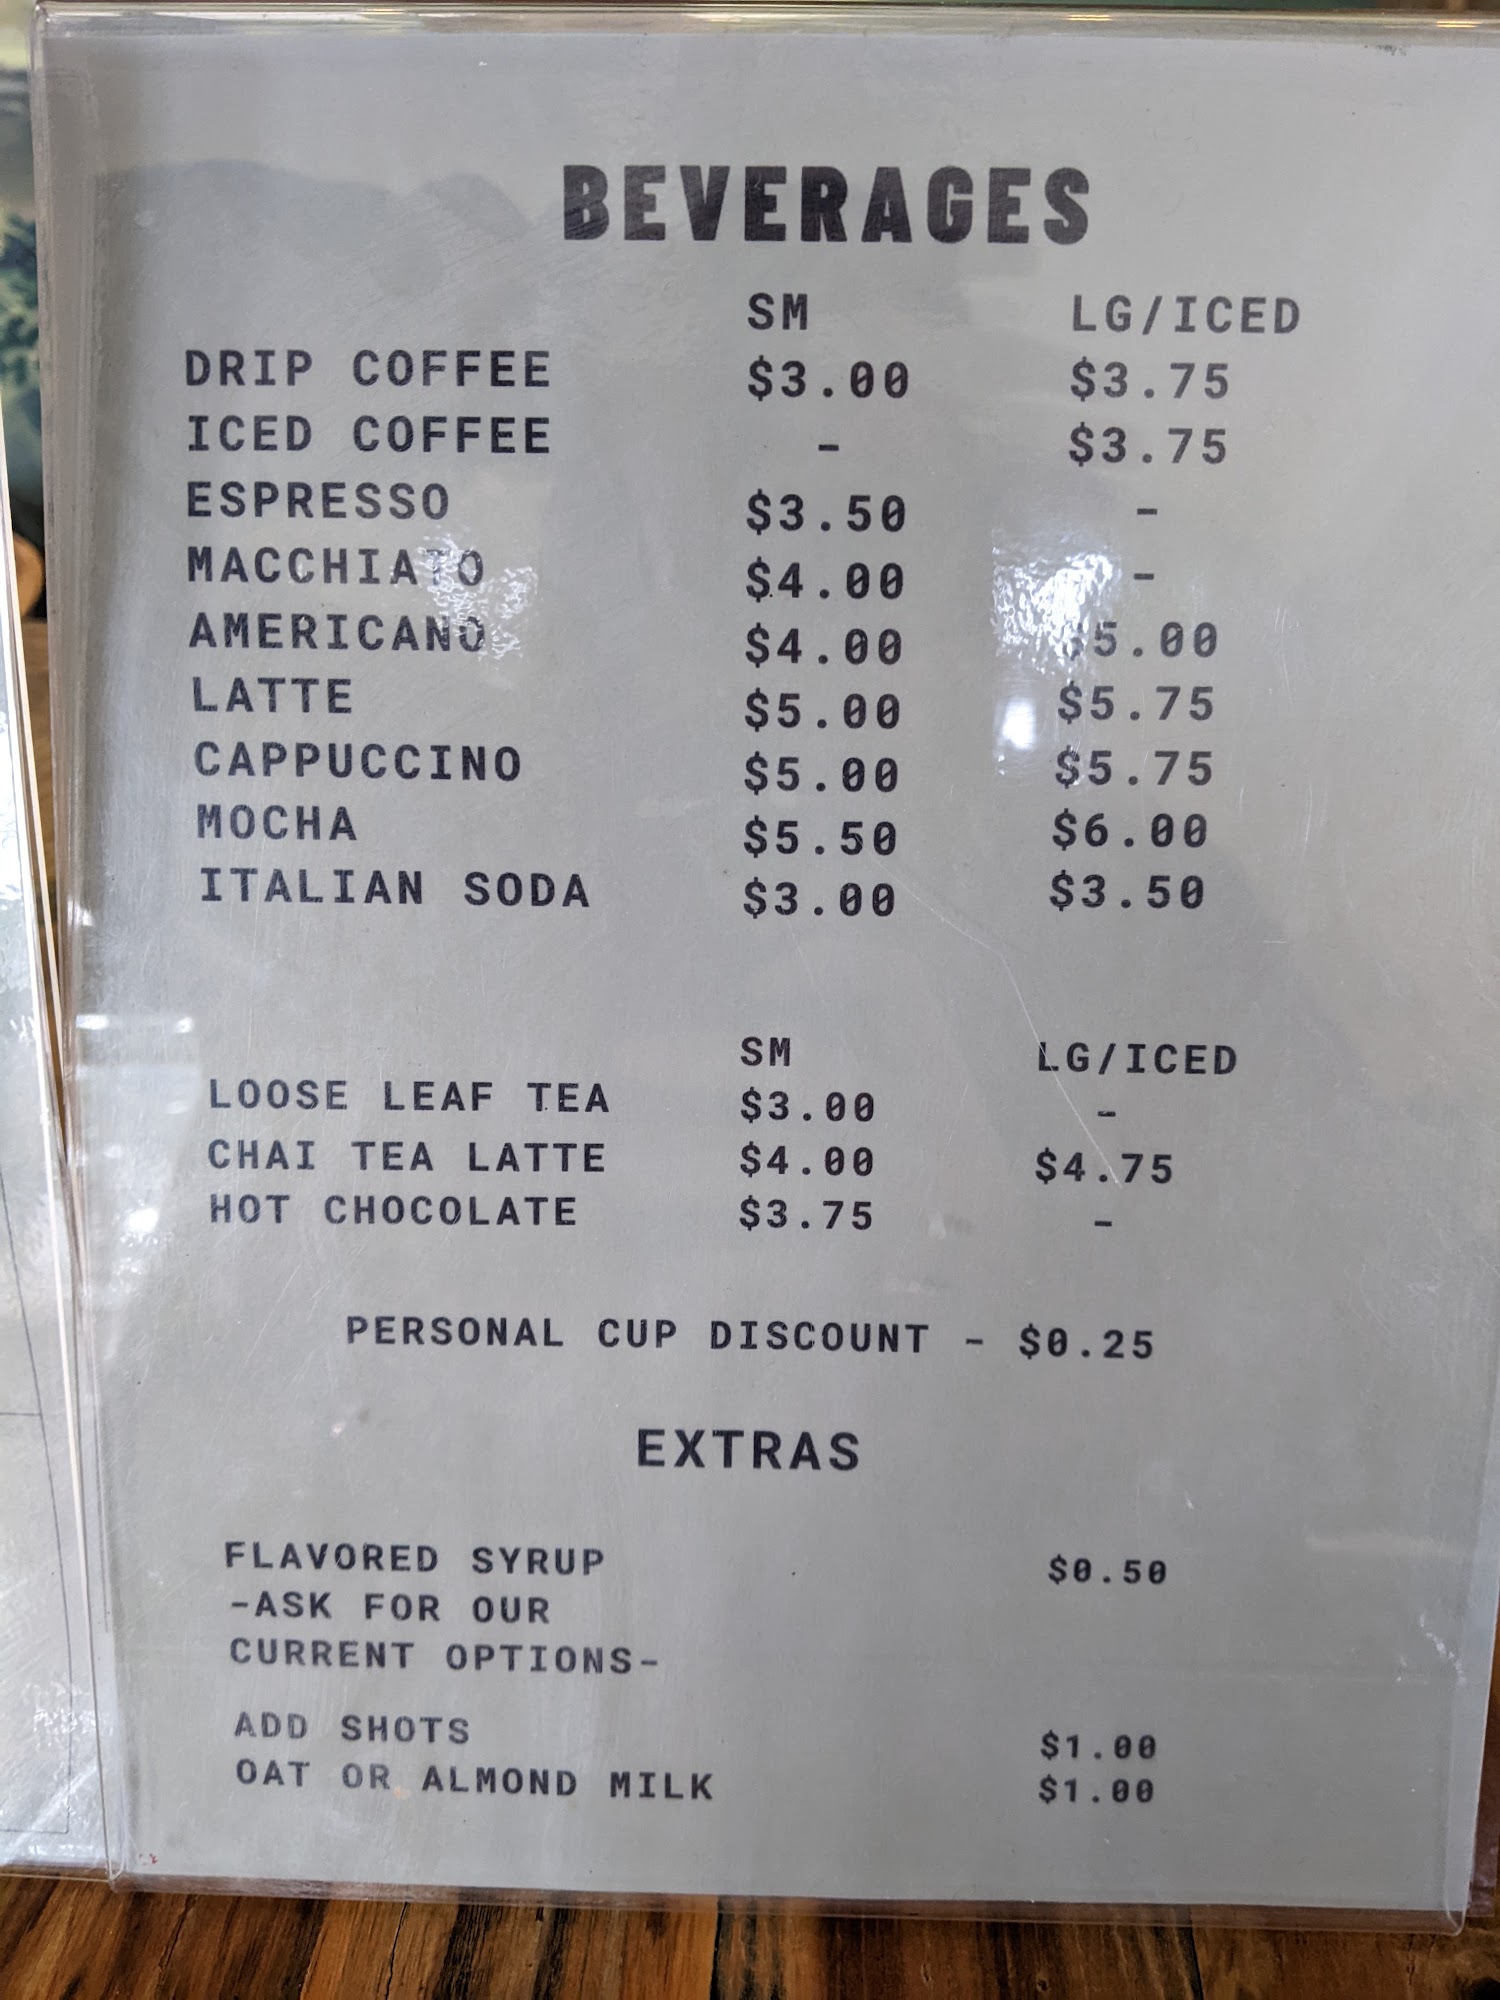 BEVERAGES
SM LG/ICED
DRIP COFFEE $3.00 $3.75
ICED COFFEE - $3.75
ESPRESSO $3.50 -
MACCHIATO $4.00 -
AMERICANO $4.00 $5.00
LATTE $5.00 $5.75
CAPPUCCINO $5.00 $5.75
MOCHA $5.50 $6.00
ITALIAN SODA $3.00 $3.50
SM LG/ICED
LOOSE LEAF TEA $3.00 -
CHAI TEA LATTE $4.00 $4.75
HOT CHOCOLATE $3.75 -
PERSONAL CUP DISCOUNT - $0.25
EXTRAS
FLAVORED SYRUP $0.50
-ASK FOR OUR
CURRENT OPTIONS-
ADD SHOTS $1.00
OAT OR ALMOND MILK $1.00